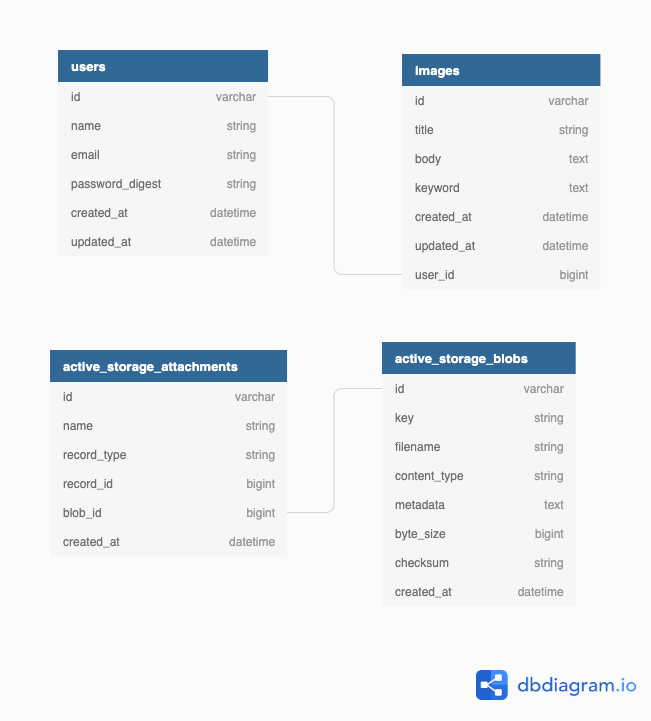 users
id varchar
name string
email string
password_digest string
created_at datetime
updated_at datetime
images
id varchar
title string
body text
keyword text
created_at datetime
updated_at datetime
user_id bigint
active_storage_attachments
id varchar
name string
record_type string
record_id bigint
blob_id bigint
created_at datetime
active_storage_blobs
id varchar
key string
filename string
content_type string
metadata text
byte_size bigint
checksum string
created_at datetime
dbdiagram.io